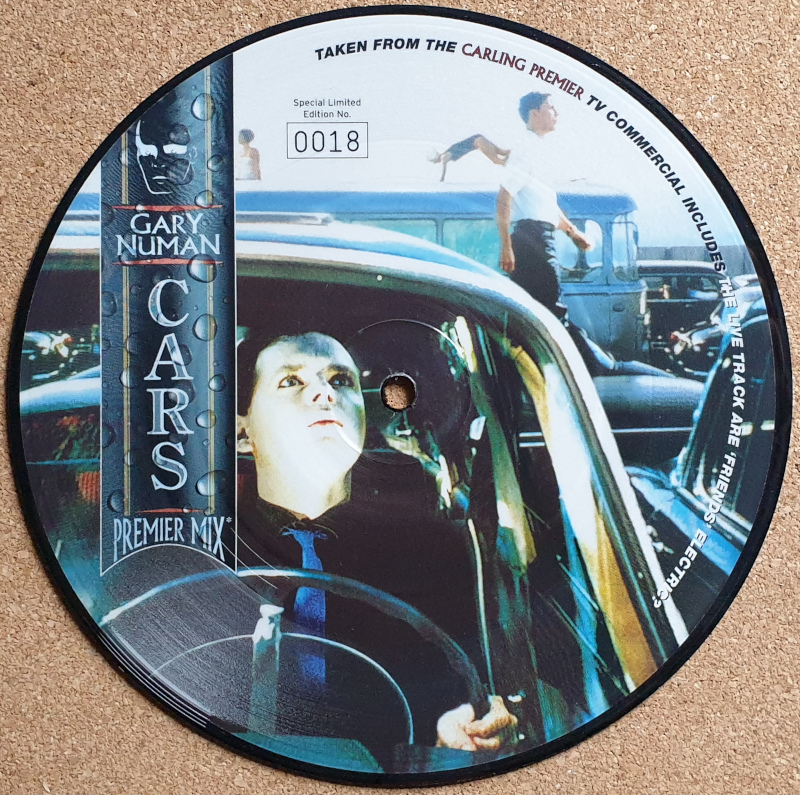 TAKEN FROM THE CARLING PREMIER TV COMMERCIAL INCLUDES THE LIVE TRACK ARE 'FRIENDS' ELECTRIC?
Special Limited
Edition No.
0018
GARY
NUMAN
CARS
PREMIER MIX*